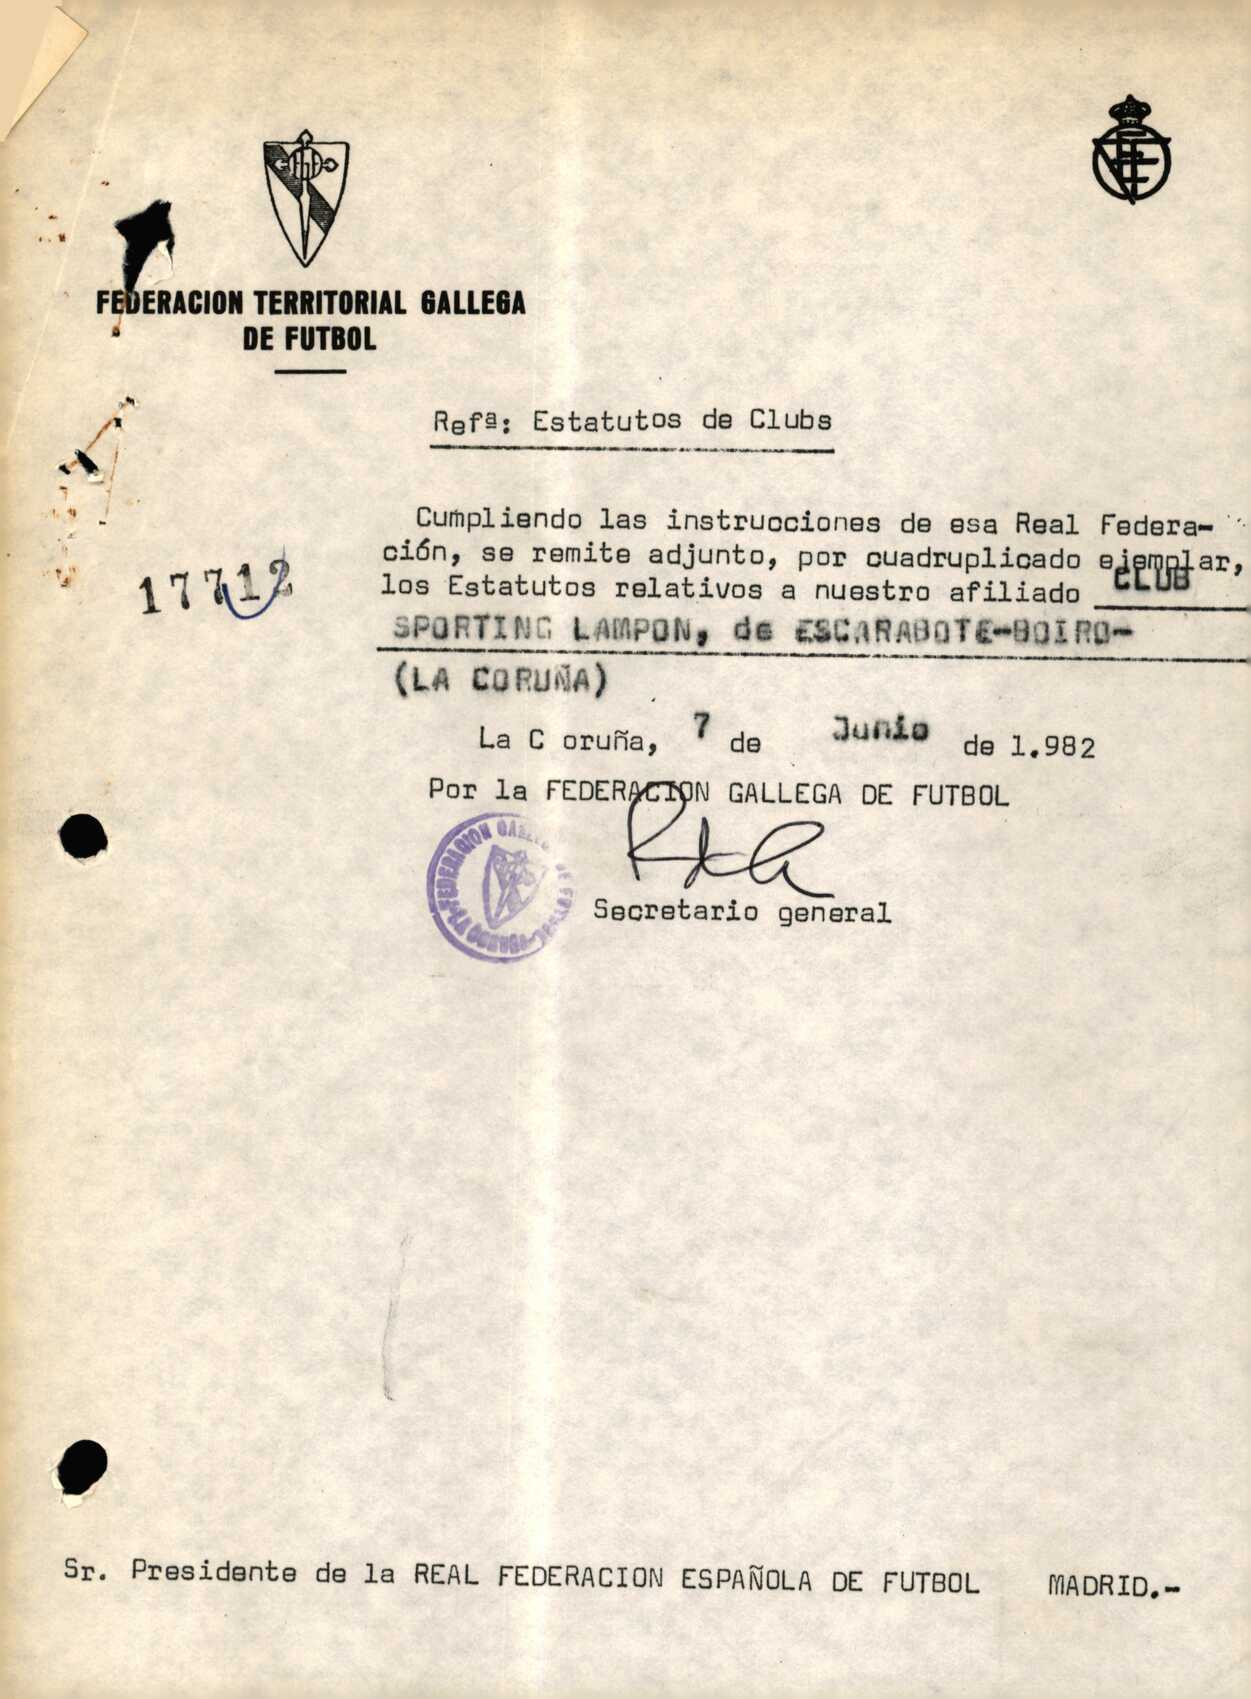 FEDERACION TERRITORIAL GALLEGA
DE FUTBOL
Refª: Estatutos de Clubs
Cumpliendo las instrucciones de esa Real Federa-
ción, se remite adjunto, por cuadruplicado ejemplar,
17712
los Estatutos relativos a nuestro afiliado CLUB
SPORTING LAMPON, de ESCARABOTE-BOIRO-
(LA CORUÑA)
La C oruña, 7 de Junio de 1.982
Por la FEDERACION GALLEGA DE FUTBOL
FEDERACION
Secretario general
Sr. Presidente de la REAL FEDERACION ESPAÑOLA DE FUTBOL MADRID.-